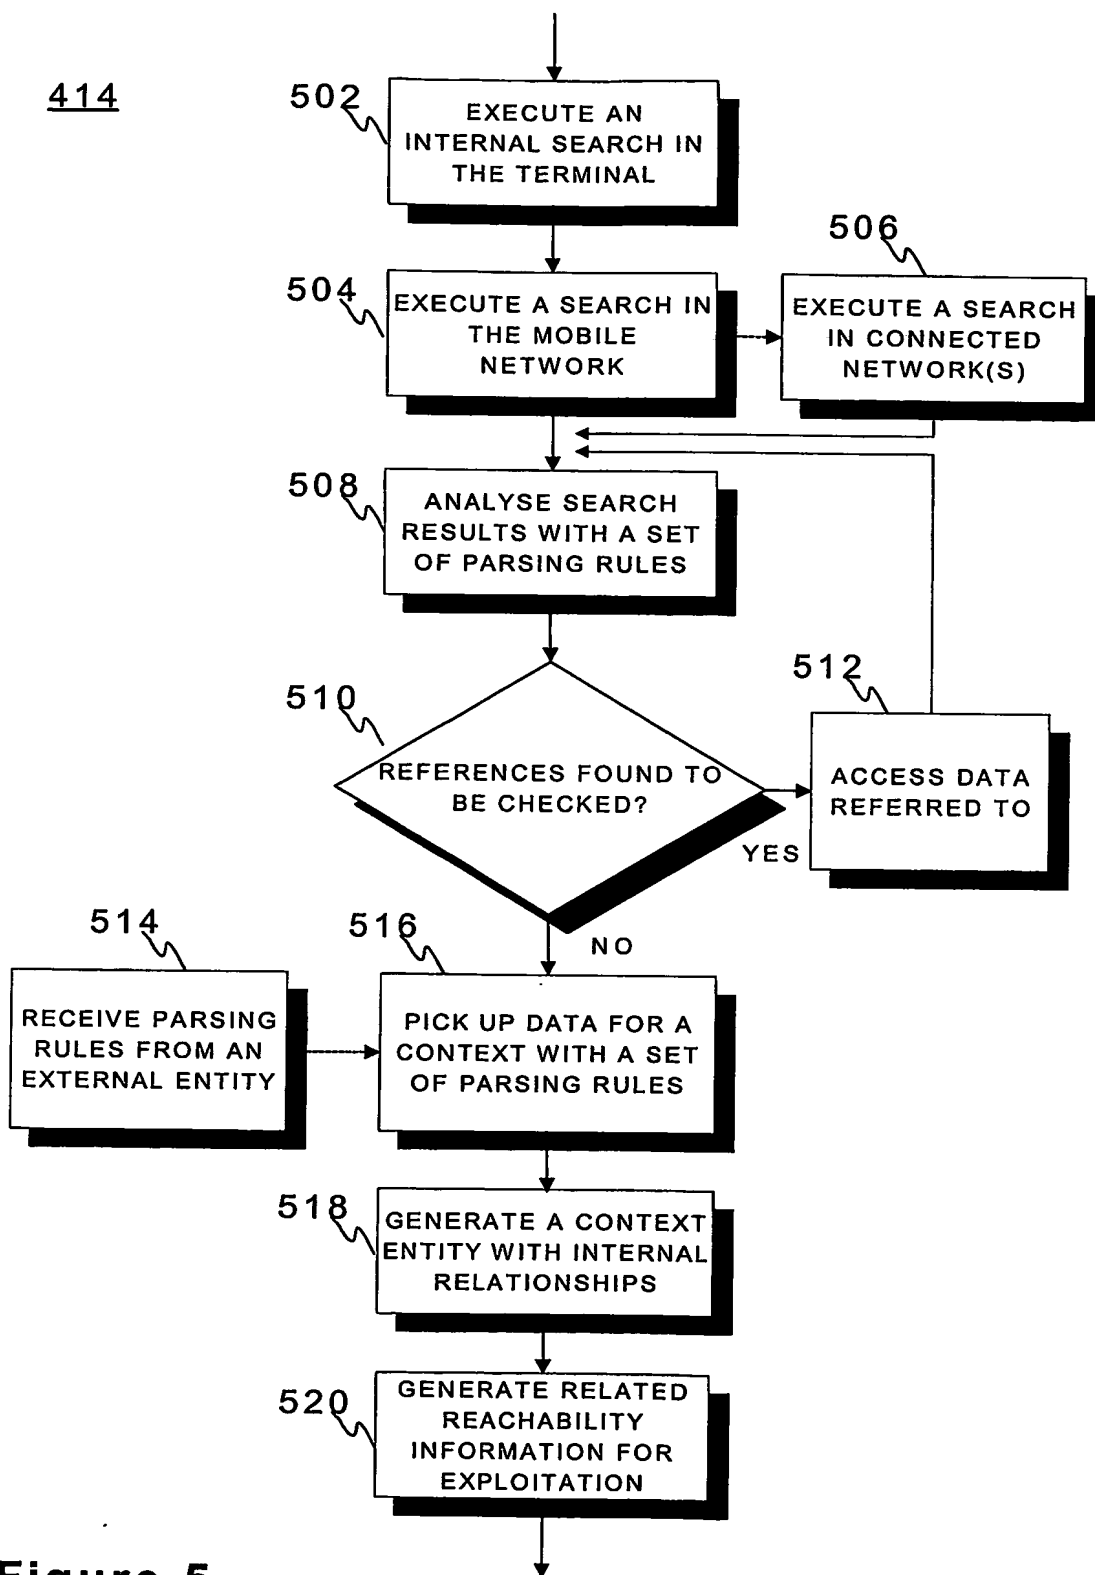 414
502
EXECUTE AN
INTERNAL SEARCH IN
THE TERMINAL
506
504
EXECUTE A SEARCH IN
THE MOBILE
NETWORK
EXECUTE A SEARCH
IN CONNECTED
NETWORK(S)
508
ANALYSE SEARCH
RESULTS WITH A SET
OF PARSING RULES
510
REFERENCES FOUND TO
BE CHECKED?
512
ACCESS DATA
REFERRED TO
YES
NO
514
RECEIVE PARSING
RULES FROM AN
EXTERNAL ENTITY
516
PICK UP DATA FOR A
CONTEXT WITH A SET
OF PARSING RULES
518
GENERATE A CONTEXT
ENTITY WITH INTERNAL
RELATIONSHIPS
520
GENERATE RELATED
REACHABILITY
INFORMATION FOR
EXPLOITATION
Figure 5